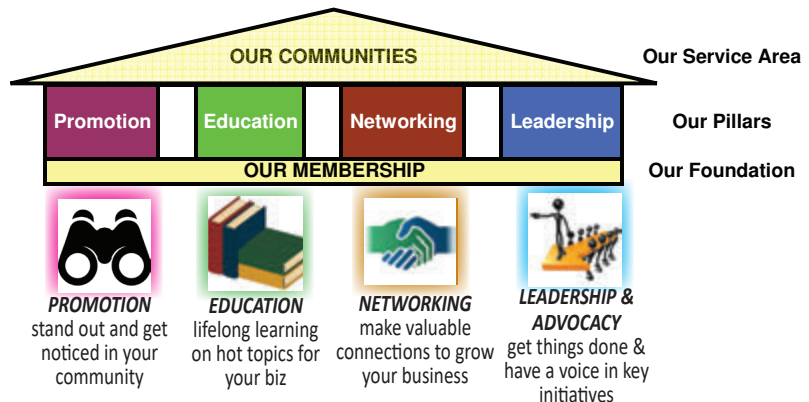 OUR COMMUNITIES
Our Service Area
Promotion
Education
Networking
Leadership
Our Pillars
OUR MEMBERSHIP
Our Foundation
PROMOTION
stand out and get
noticed in your
community
EDUCATION
lifelong learning
on hot topics for
your biz
NETWORKING
make valuable
connections to grow
your business
LEADERSHIP &
ADVOCACY
get things done &
have a voice in key
initiatives